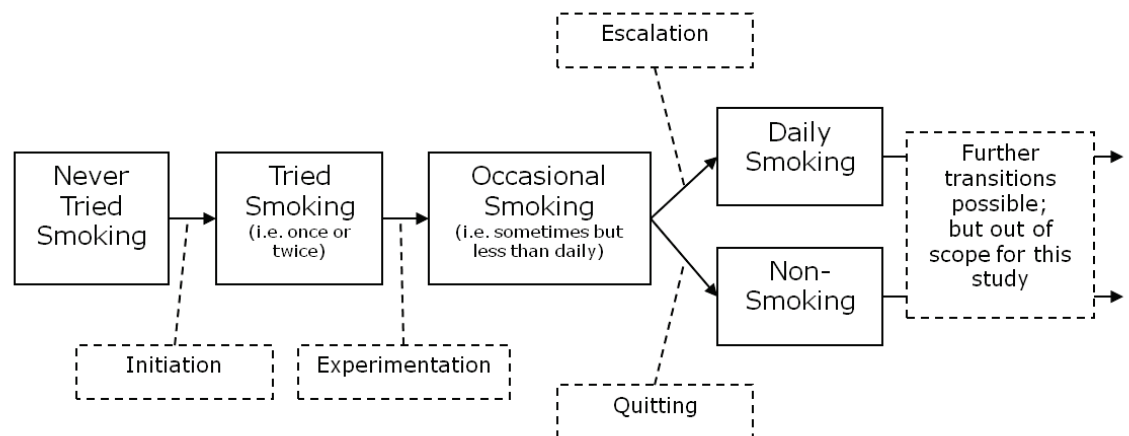 Escalation
Never
Tried
Smoking
Tried
Smoking
(i.e. once or
twice)
Occasional
Smoking
(i.e. sometimes but
less than daily)
Daily
Smoking
Non-
Smoking
Further
transitions
possible;
but out of
scope for this
study
Initiation
Experimentation
Quitting